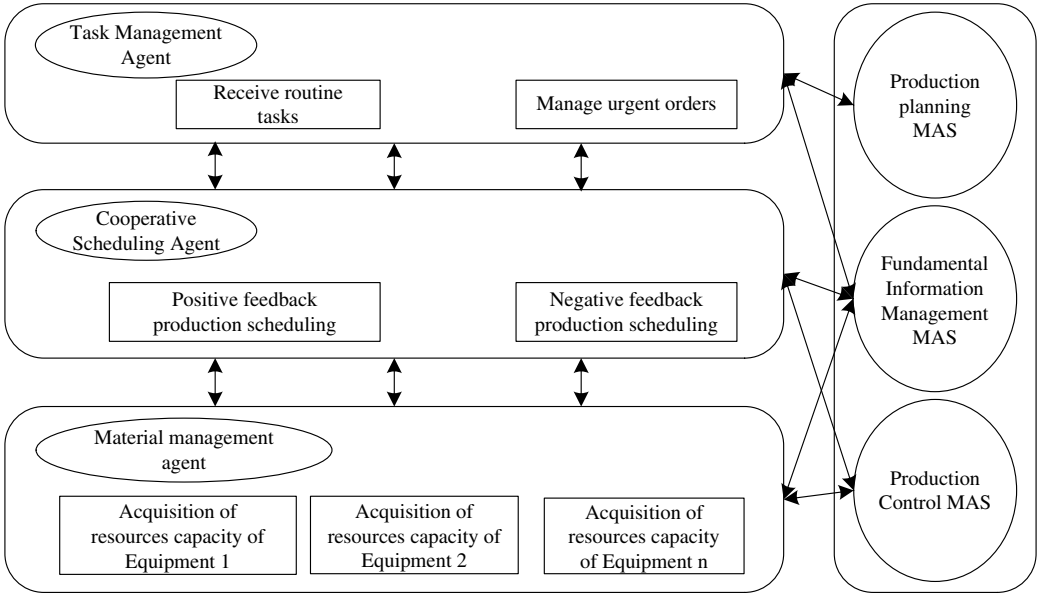 Task Management
Agent
Receive routine
tasks
Manage urgent orders
Cooperative
Scheduling Agent
Positive feedback
production scheduling
Negative feedback
production scheduling
Material management
agent
Acquisition of
resources capacity of
Equipment 1
Acquisition of
resources capacity of
Equipment 2
Acquisition of
resources capacity
of Equipment n
Production
planning
MAS
Fundamental
Information
Management
MAS
Production
Control MAS